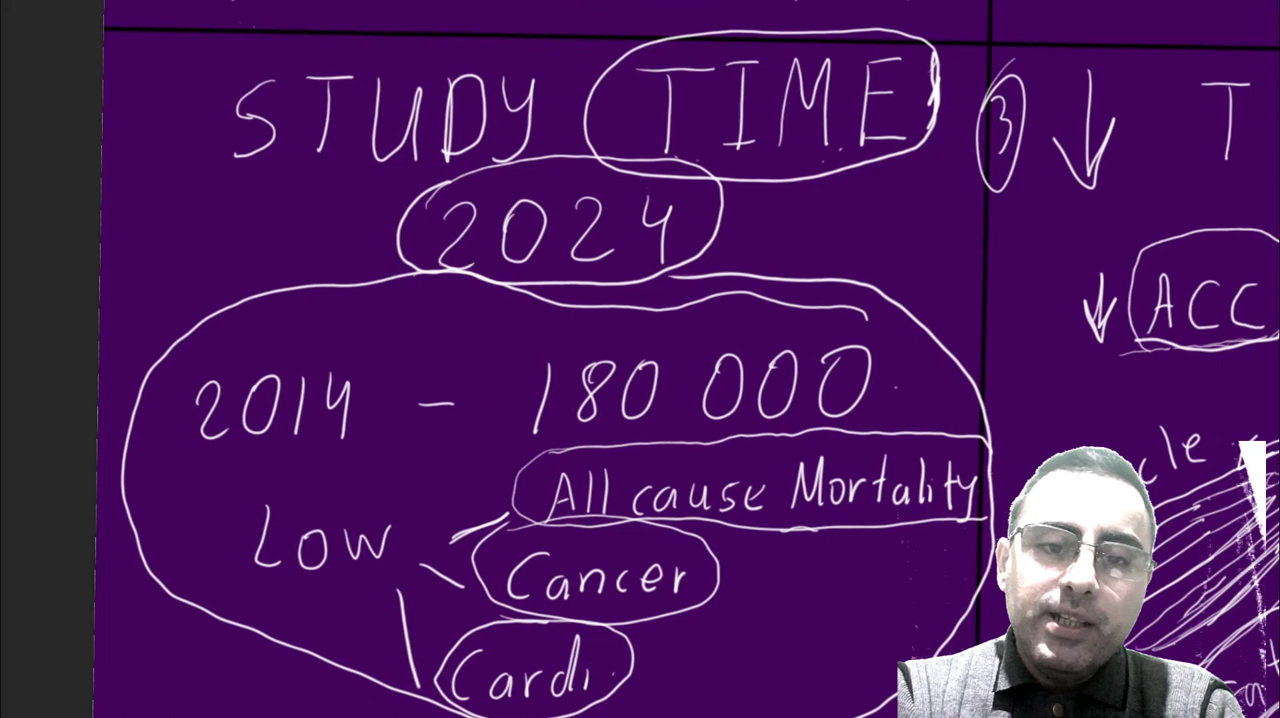 STUDY TIME
2024
2014 - 180 000
Low
All cause Mortality
Cancer
Cardi
3 ↓ T
↓ ACC
cle